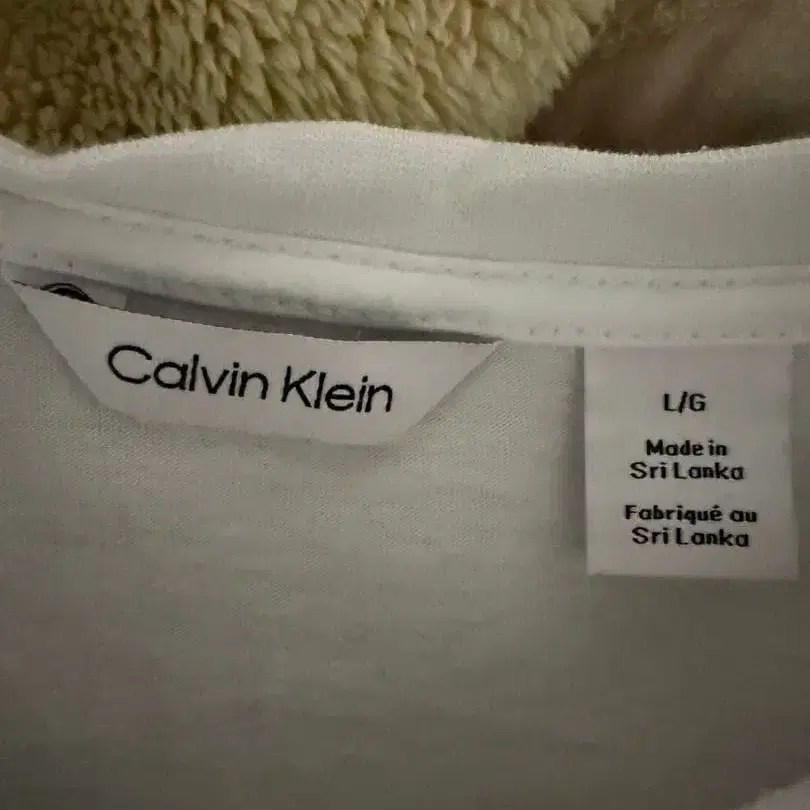 Calvin Klein
L/G
Made in
Sri Lanka
Fabriqué au
Sri Lanka